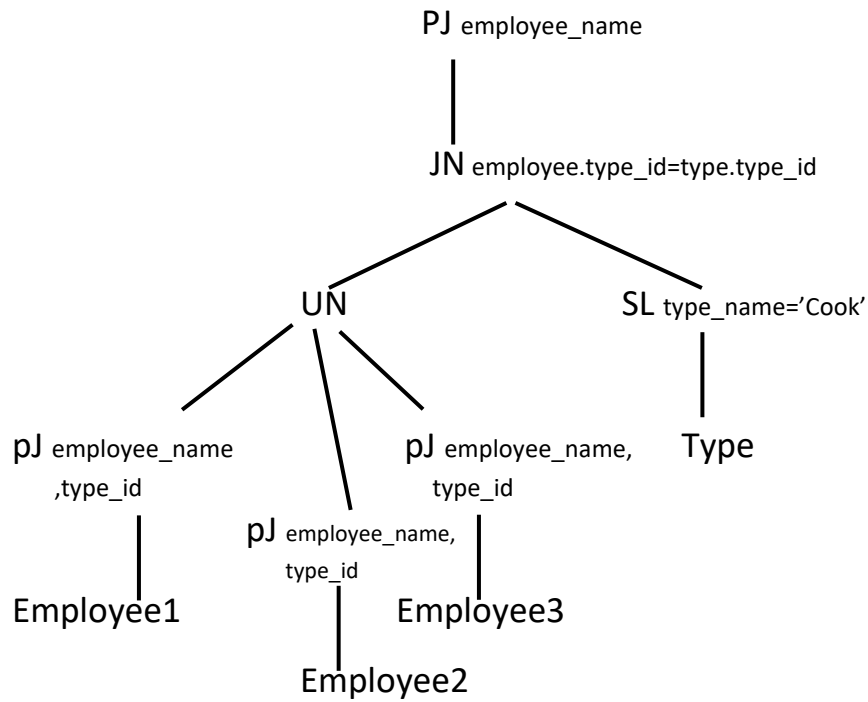 PJ employee_name
JN employee.type_id=type.type_id
UN
SL type_name=’Cook’
pJ employee_name
,type_id
pJ employee_name,
type_id
pJ employee_name,
type_id
Type
Employee1
Employee2
Employee3